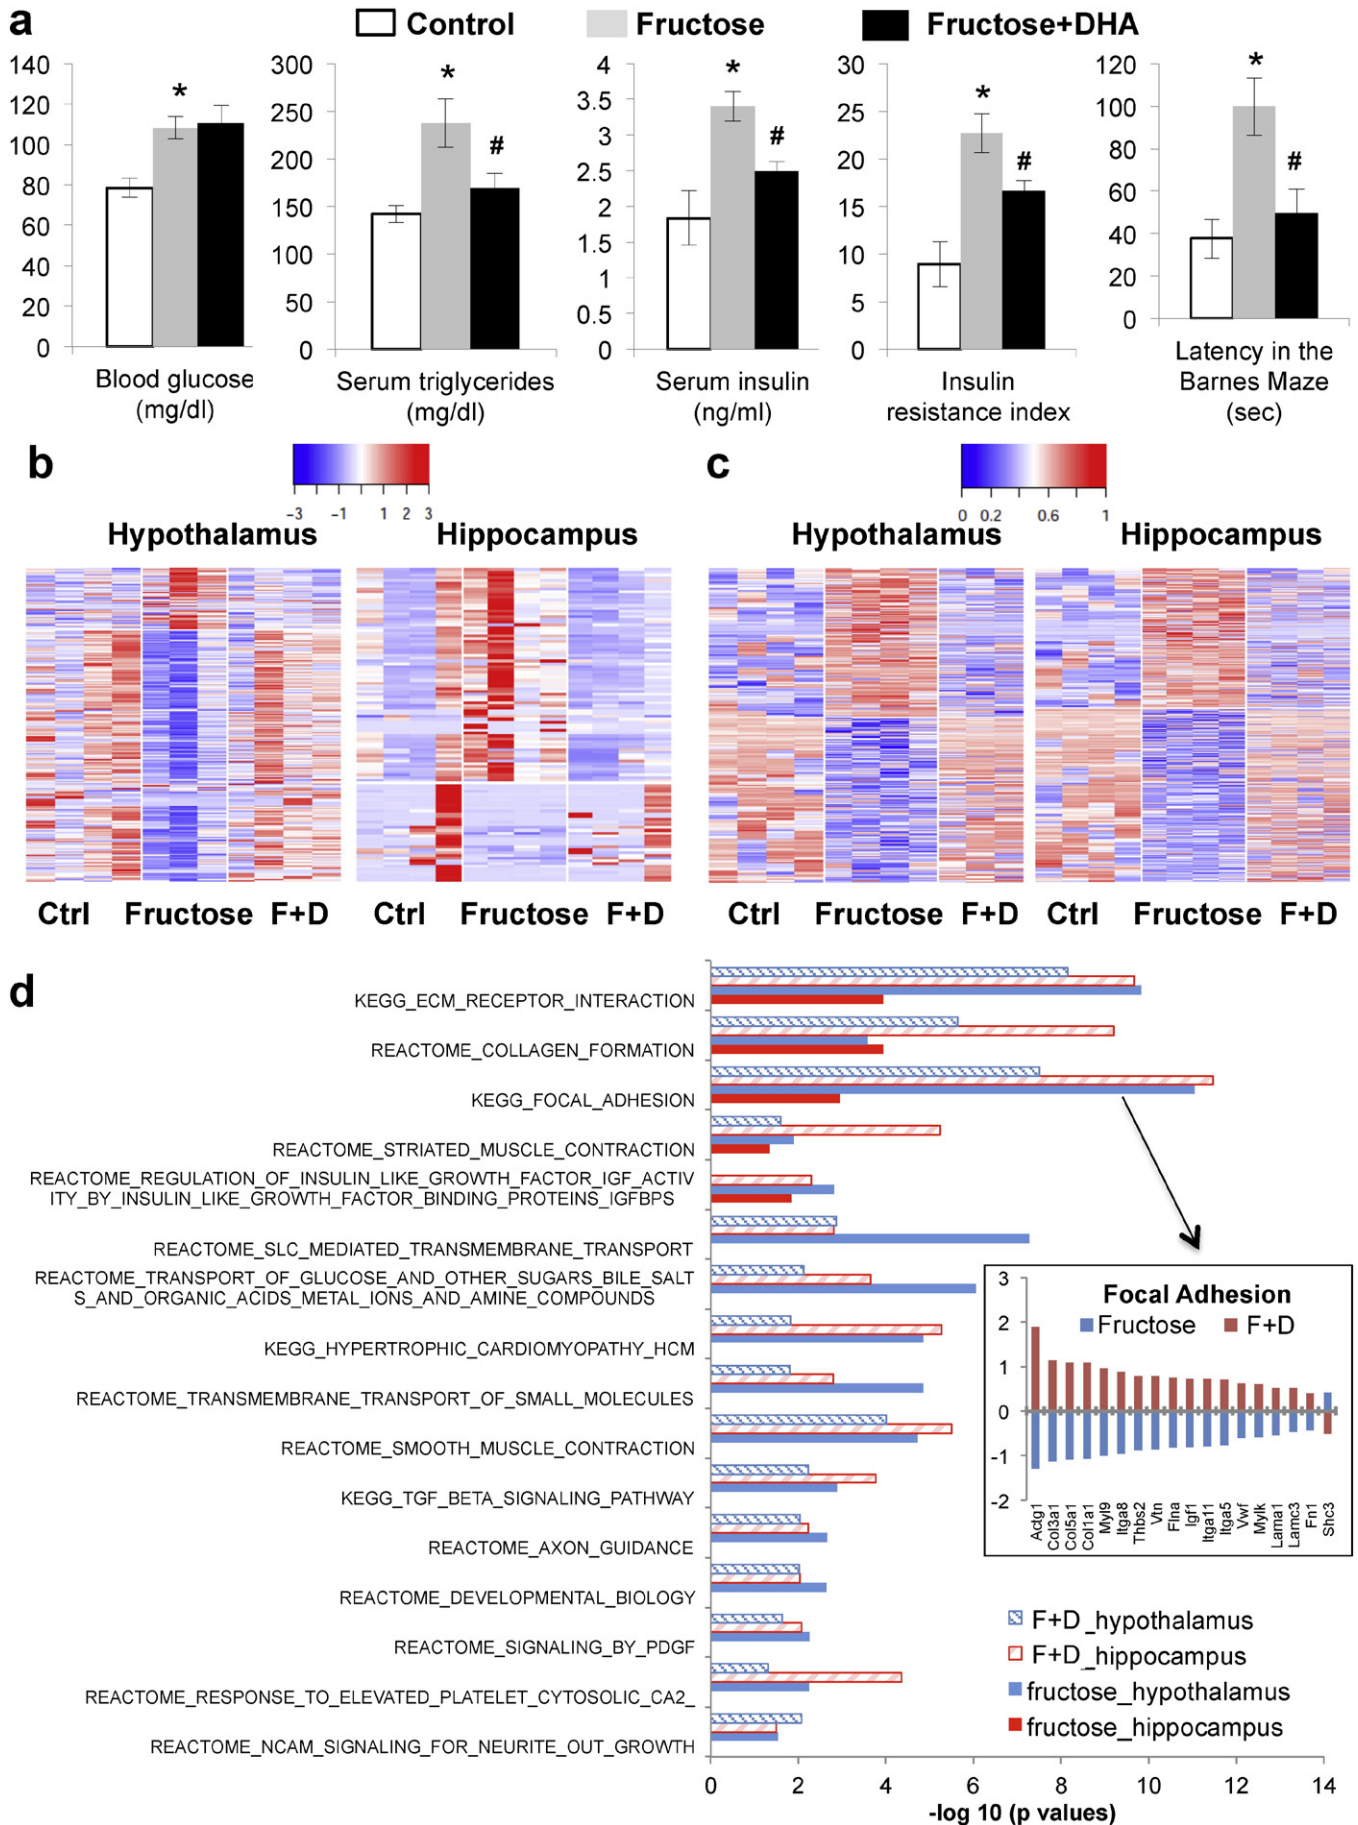 a
Control
Fructose
Fructose+DHA
140
120
100
80
60
40
20
0
*
Blood glucose
(mg/dl)
300
250
200
150
100
50
0
*
#
Serum triglycerides
(mg/dl)
4
3.5
3
2.5
2
1.5
1
0.5
0
*
#
Serum insulin
(ng/ml)
30
25
20
15
10
5
0
*
#
Insulin
resistance index
120
100
80
60
40
20
0
*
#
Latency in the
Barnes Maze
(sec)
b
−3 −1 1 2 3
Hypothalamus Hippocampus
Ctrl Fructose F+D Ctrl Fructose F+D
c
0 0.2 0.6 1
Hypothalamus Hippocampus
Ctrl Fructose F+D Ctrl Fructose F+D
d
KEGG_ECM_RECEPTOR_INTERACTION
REACTOME_COLLAGEN_FORMATION
KEGG_FOCAL_ADHESION
REACTOME_STRIATED_MUSCLE_CONTRACTION
REACTOME_REGULATION_OF_INSULIN_LIKE_GROWTH_FACTOR_IGF_ACTIV
ITY_BY_INSULIN_LIKE_GROWTH_FACTOR_BINDING_PROTEINS_IGFBPS
REACTOME_SLC_MEDIATED_TRANSMEMBRANE_TRANSPORT
REACTOME_TRANSPORT_OF_GLUCOSE_AND_OTHER_SUGARS_BILE_SALT
S_AND_ORGANIC_ACIDS_METAL_IONS_AND_AMINE_COMPOUNDS
KEGG_HYPERTROPHIC_CARDIOMYOPATHY_HCM
REACTOME_TRANSMEMBRANE_TRANSPORT_OF_SMALL_MOLECULES
REACTOME_SMOOTH_MUSCLE_CONTRACTION
KEGG_TGF_BETA_SIGNALING_PATHWAY
REACTOME_AXON_GUIDANCE
REACTOME_DEVELOPMENTAL_BIOLOGY
REACTOME_SIGNALING_BY_PDGF
REACTOME_RESPONSE_TO_ELEVATED_PLATELET_CYTOSOLIC_CA2_
REACTOME_NCAM_SIGNALING_FOR_NEURITE_OUT_GROWTH
0 2 4 6 8 10 12 14
-log 10 (p values)
Focal Adhesion
Fructose F+D
3
2
1
0
-1
-2
Actg1
Col3a1
Col5a1
Col1a1
Myl9
Itga8
Thbs2
Vtn
Flna
Igf1
Itga11
Itga5
Vwf
Mylk
Lama1
Lamc3
Fn1
Shc3
F+D_hypothalamus
F+D_hippocampus
fructose_hypothalamus
fructose_hippocampus